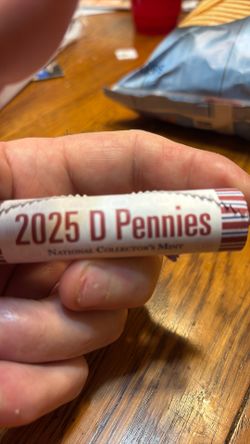 2025 D Pennies
National Collector's Mint